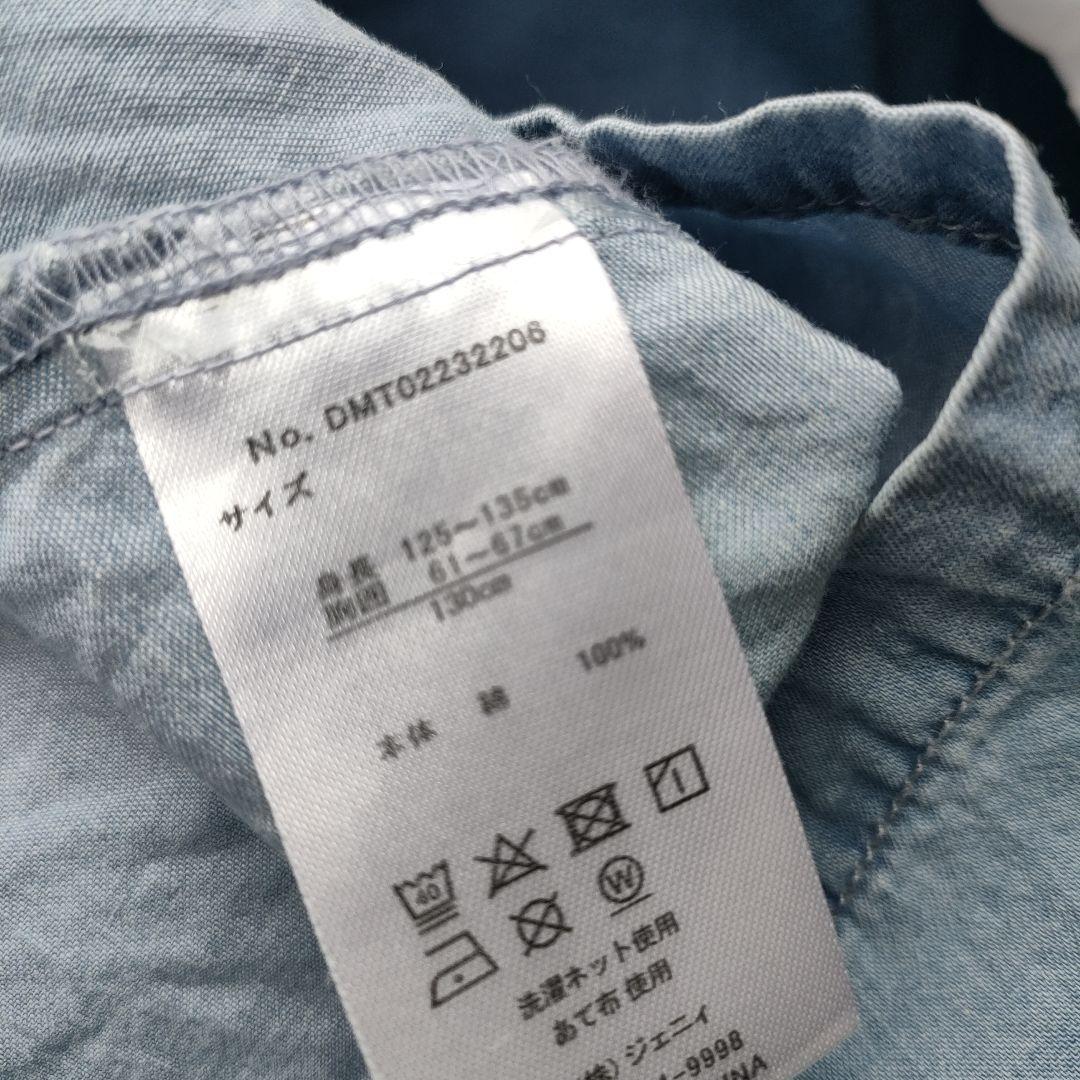 No. DMT02232206
サイズ
身長 125～135cm
胸囲 61～67cm
130cm
本体 綿 100%
40
W
洗濯ネット使用
あて布 使用
(株) ジェニィ
-9998